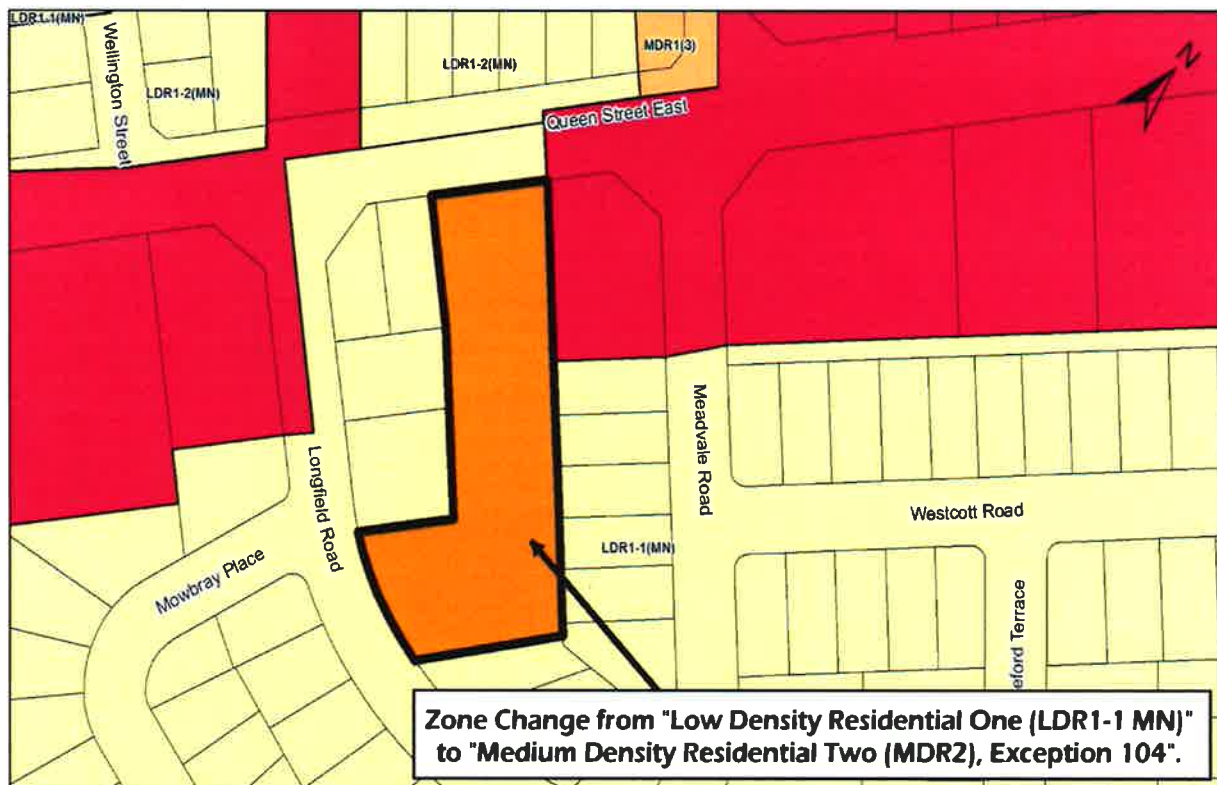 LDR1-1(MN)
Wellington Street
LDR1-2(MN)
LDR1-2(MN)
MDR1(3)
Queen Street East
N
Longfield Road
Mowbray Place
Meadvale Road
Westcott Road
LDR1-1(MN)
eford Terrace
Zone Change from "Low Density Residential One (LDR1-1 MN)"
to "Medium Density Residential Two (MDR2), Exception 104".